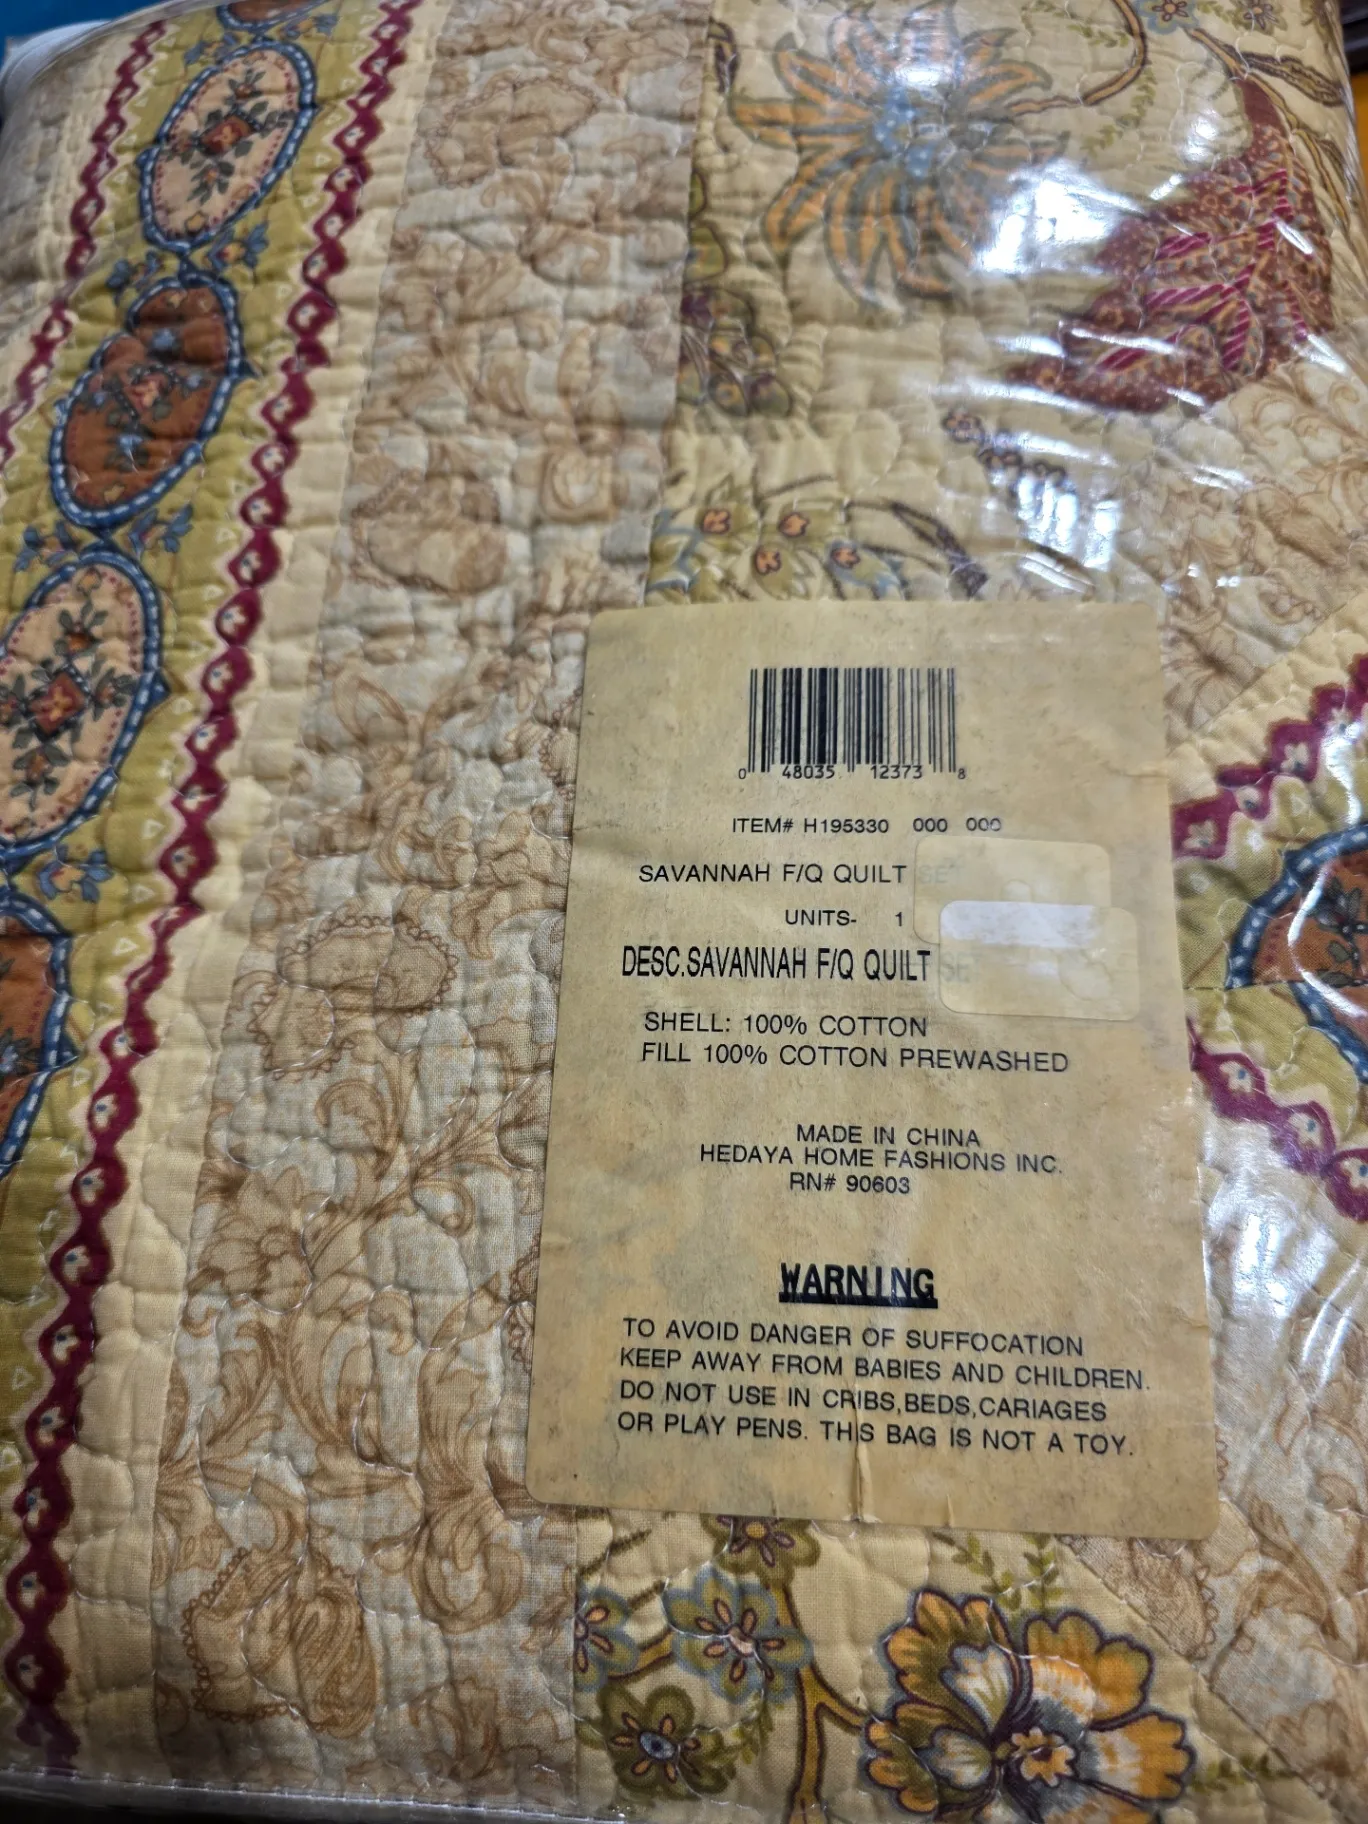 0 48035 12373 8
ITEM# H195330 000 000
SAVANNAH F/Q QUILT SET
UNITS- 1
DESC.SAVANNAH F/Q QUILT SE
SHELL: 100% COTTON
FILL 100% COTTON PREWASHED
MADE IN CHINA
HEDAYA HOME FASHIONS INC.
RN# 90603
WARNING
TO AVOID DANGER OF SUFFOCATION
KEEP AWAY FROM BABIES AND CHILDREN.
DO NOT USE IN CRIBS,BEDS,CARIAGES
OR PLAY PENS. THIS BAG IS NOT A TOY.